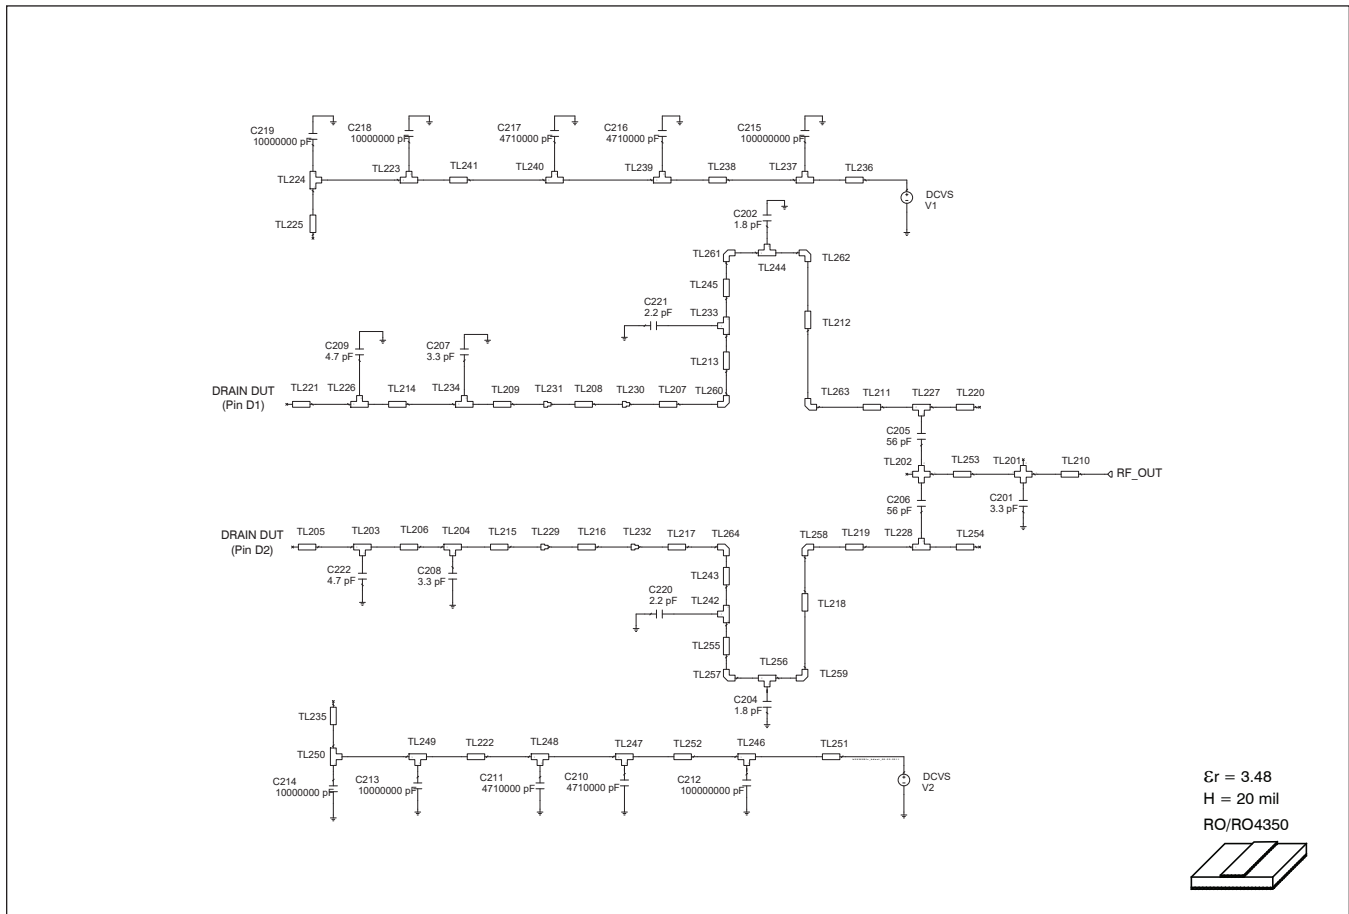 C219
10000000 pF
C218
10000000 pF
C217
4710000 pF
C216
4710000 pF
C215
100000000 pF
TL224
TL223
TL241
TL240
TL239
TL238
TL237
TL236
DCVS
V1
TL225
C202
1.8 pF
TL261
TL244
TL262
TL245
C221
2.2 pF
TL233
TL212
TL213
C209
4.7 pF
C207
3.3 pF
DRAIN DUT
(Pin D1)
TL221
TL226
TL214
TL234
TL209
TL231
TL208
TL230
TL207
TL260
TL263
TL211
TL227
TL220
C205
56 pF
TL202
TL253
TL201
TL210
RF_OUT
C206
56 pF
C201
3.3 pF
DRAIN DUT
(Pin D2)
TL205
TL203
TL206
TL204
TL215
TL229
TL216
TL232
TL217
TL264
TL258
TL219
TL228
TL254
C222
4.7 pF
C208
3.3 pF
TL243
C220
2.2 pF
TL242
TL218
TL255
TL257
TL256
TL259
C204
1.8 pF
TL235
TL250
TL249
TL222
TL248
TL247
TL252
TL246
TL251
C214
10000000 pF
C213
10000000 pF
C211
4710000 pF
C210
4710000 pF
C212
100000000 pF
DCVS
V2
Ɛr = 3.48
H = 20 mil
RO/RO4350